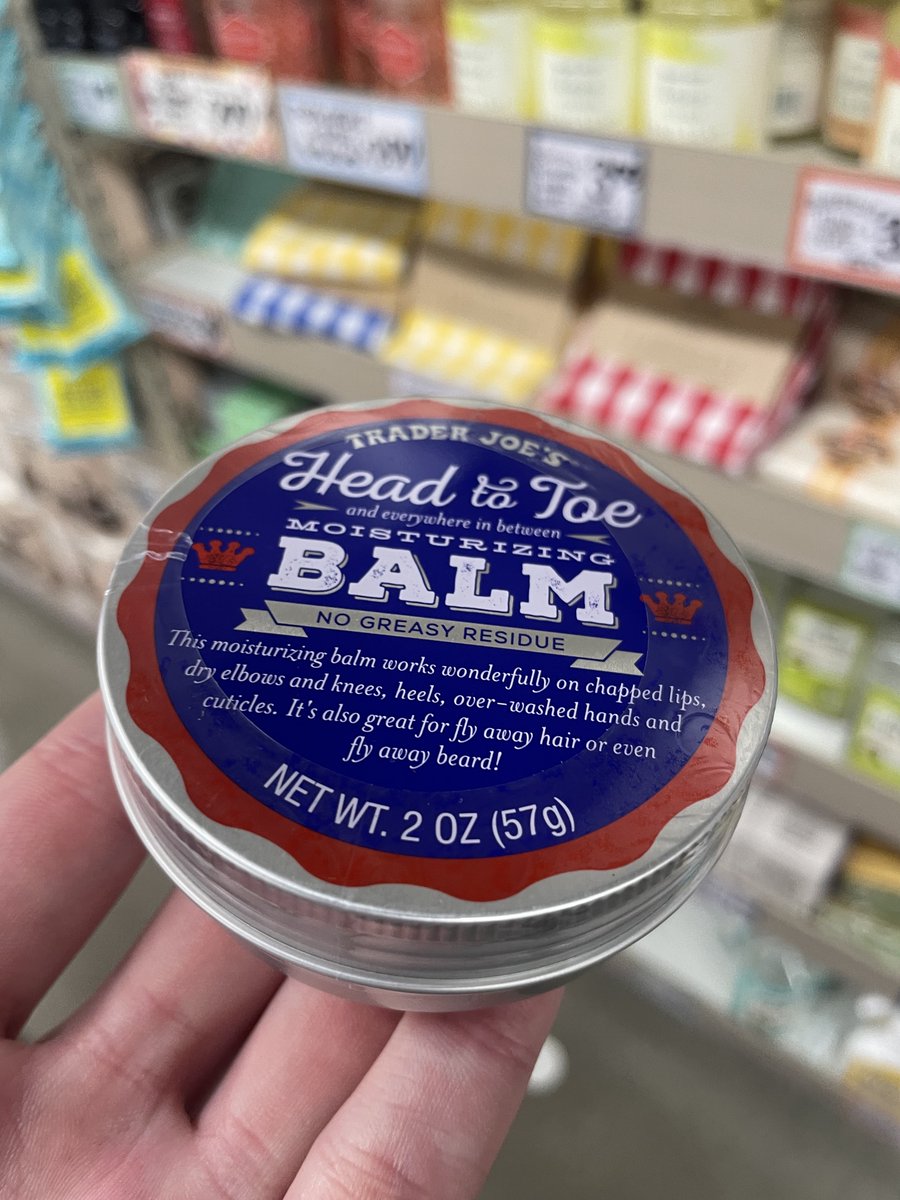 TRADER JOE'S
Head to Toe
and everywhere in between
MOISTURIZING
BALM
NO GREASY RESIDUE
This moisturizing balm works wonderfully on chapped lips,
dry elbows and knees, heels, over-washed hands and
cuticles. It's also great for fly away hair or even
fly away beard!
NET WT. 2 OZ (57g)